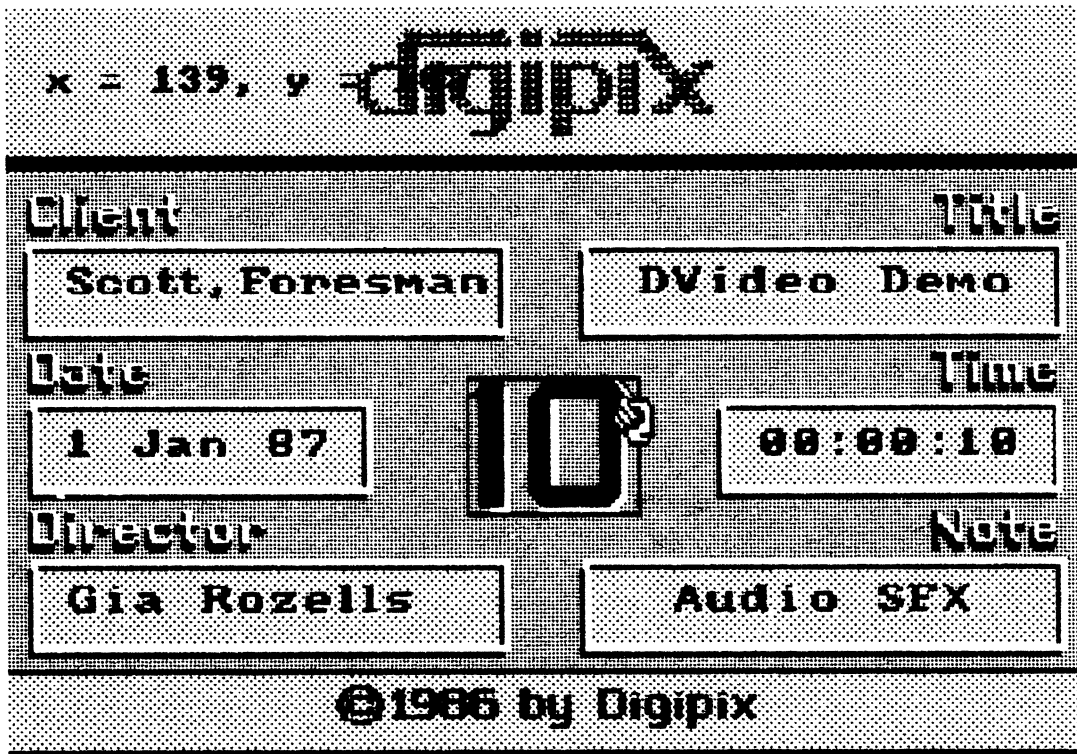 x = 139, y =
digipix
Client
Title
Scott, Foresman
DVideo Demo
Date
Time
1 Jan 87
10
00:00:10
Director
Note
Gia Rozells
Audio SFX
©1986 by Digipix